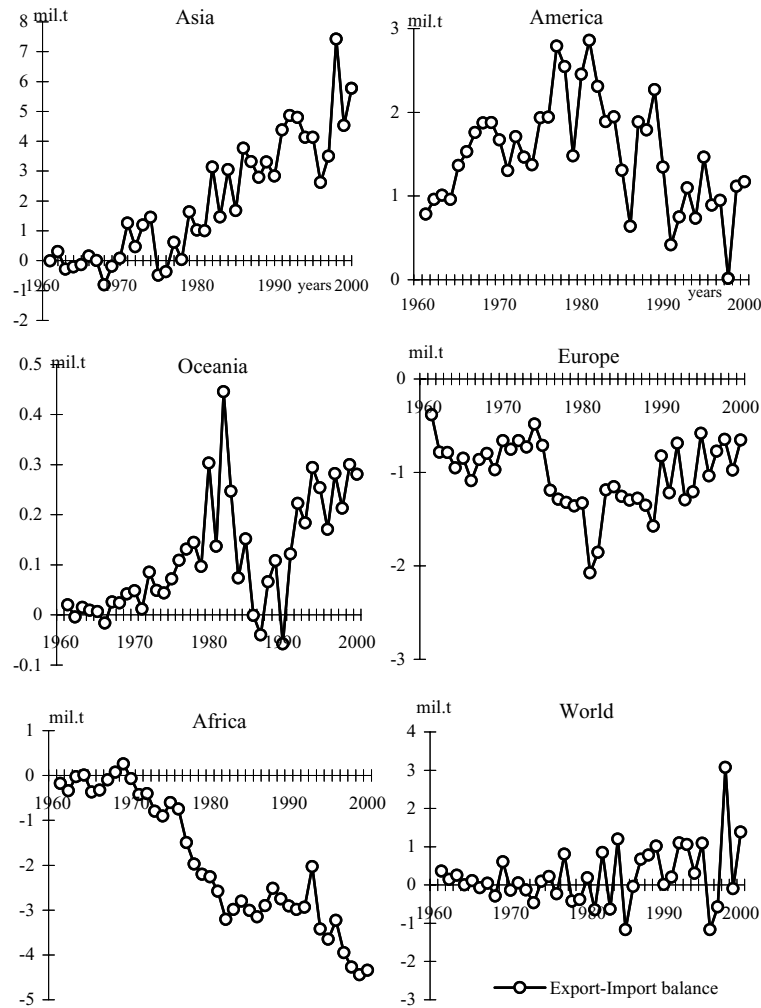 Asia
mil.t
8
7
6
5
4
3
2
1
0
-1
-2
1960 1970 1980 1990 years 2000
America
mil.t
3
2
1
0
years
1960 1970 1980 1990 2000
Oceania
mil.t
0.5
0.4
0.3
0.2
0.1
0
-0.1
1960 1970 1980 1990 2000
Europe
0
-1
-2
-3
1960 1970 1980 1990 2000
Africa
mil.t
1
0
-1
-2
-3
-4
-5
1960 1970 1980 1990 2000
World
mil.t
4
3
2
1
0
-1
-2
-3
1960 1970 1980 1990 2000
Export-Import balance